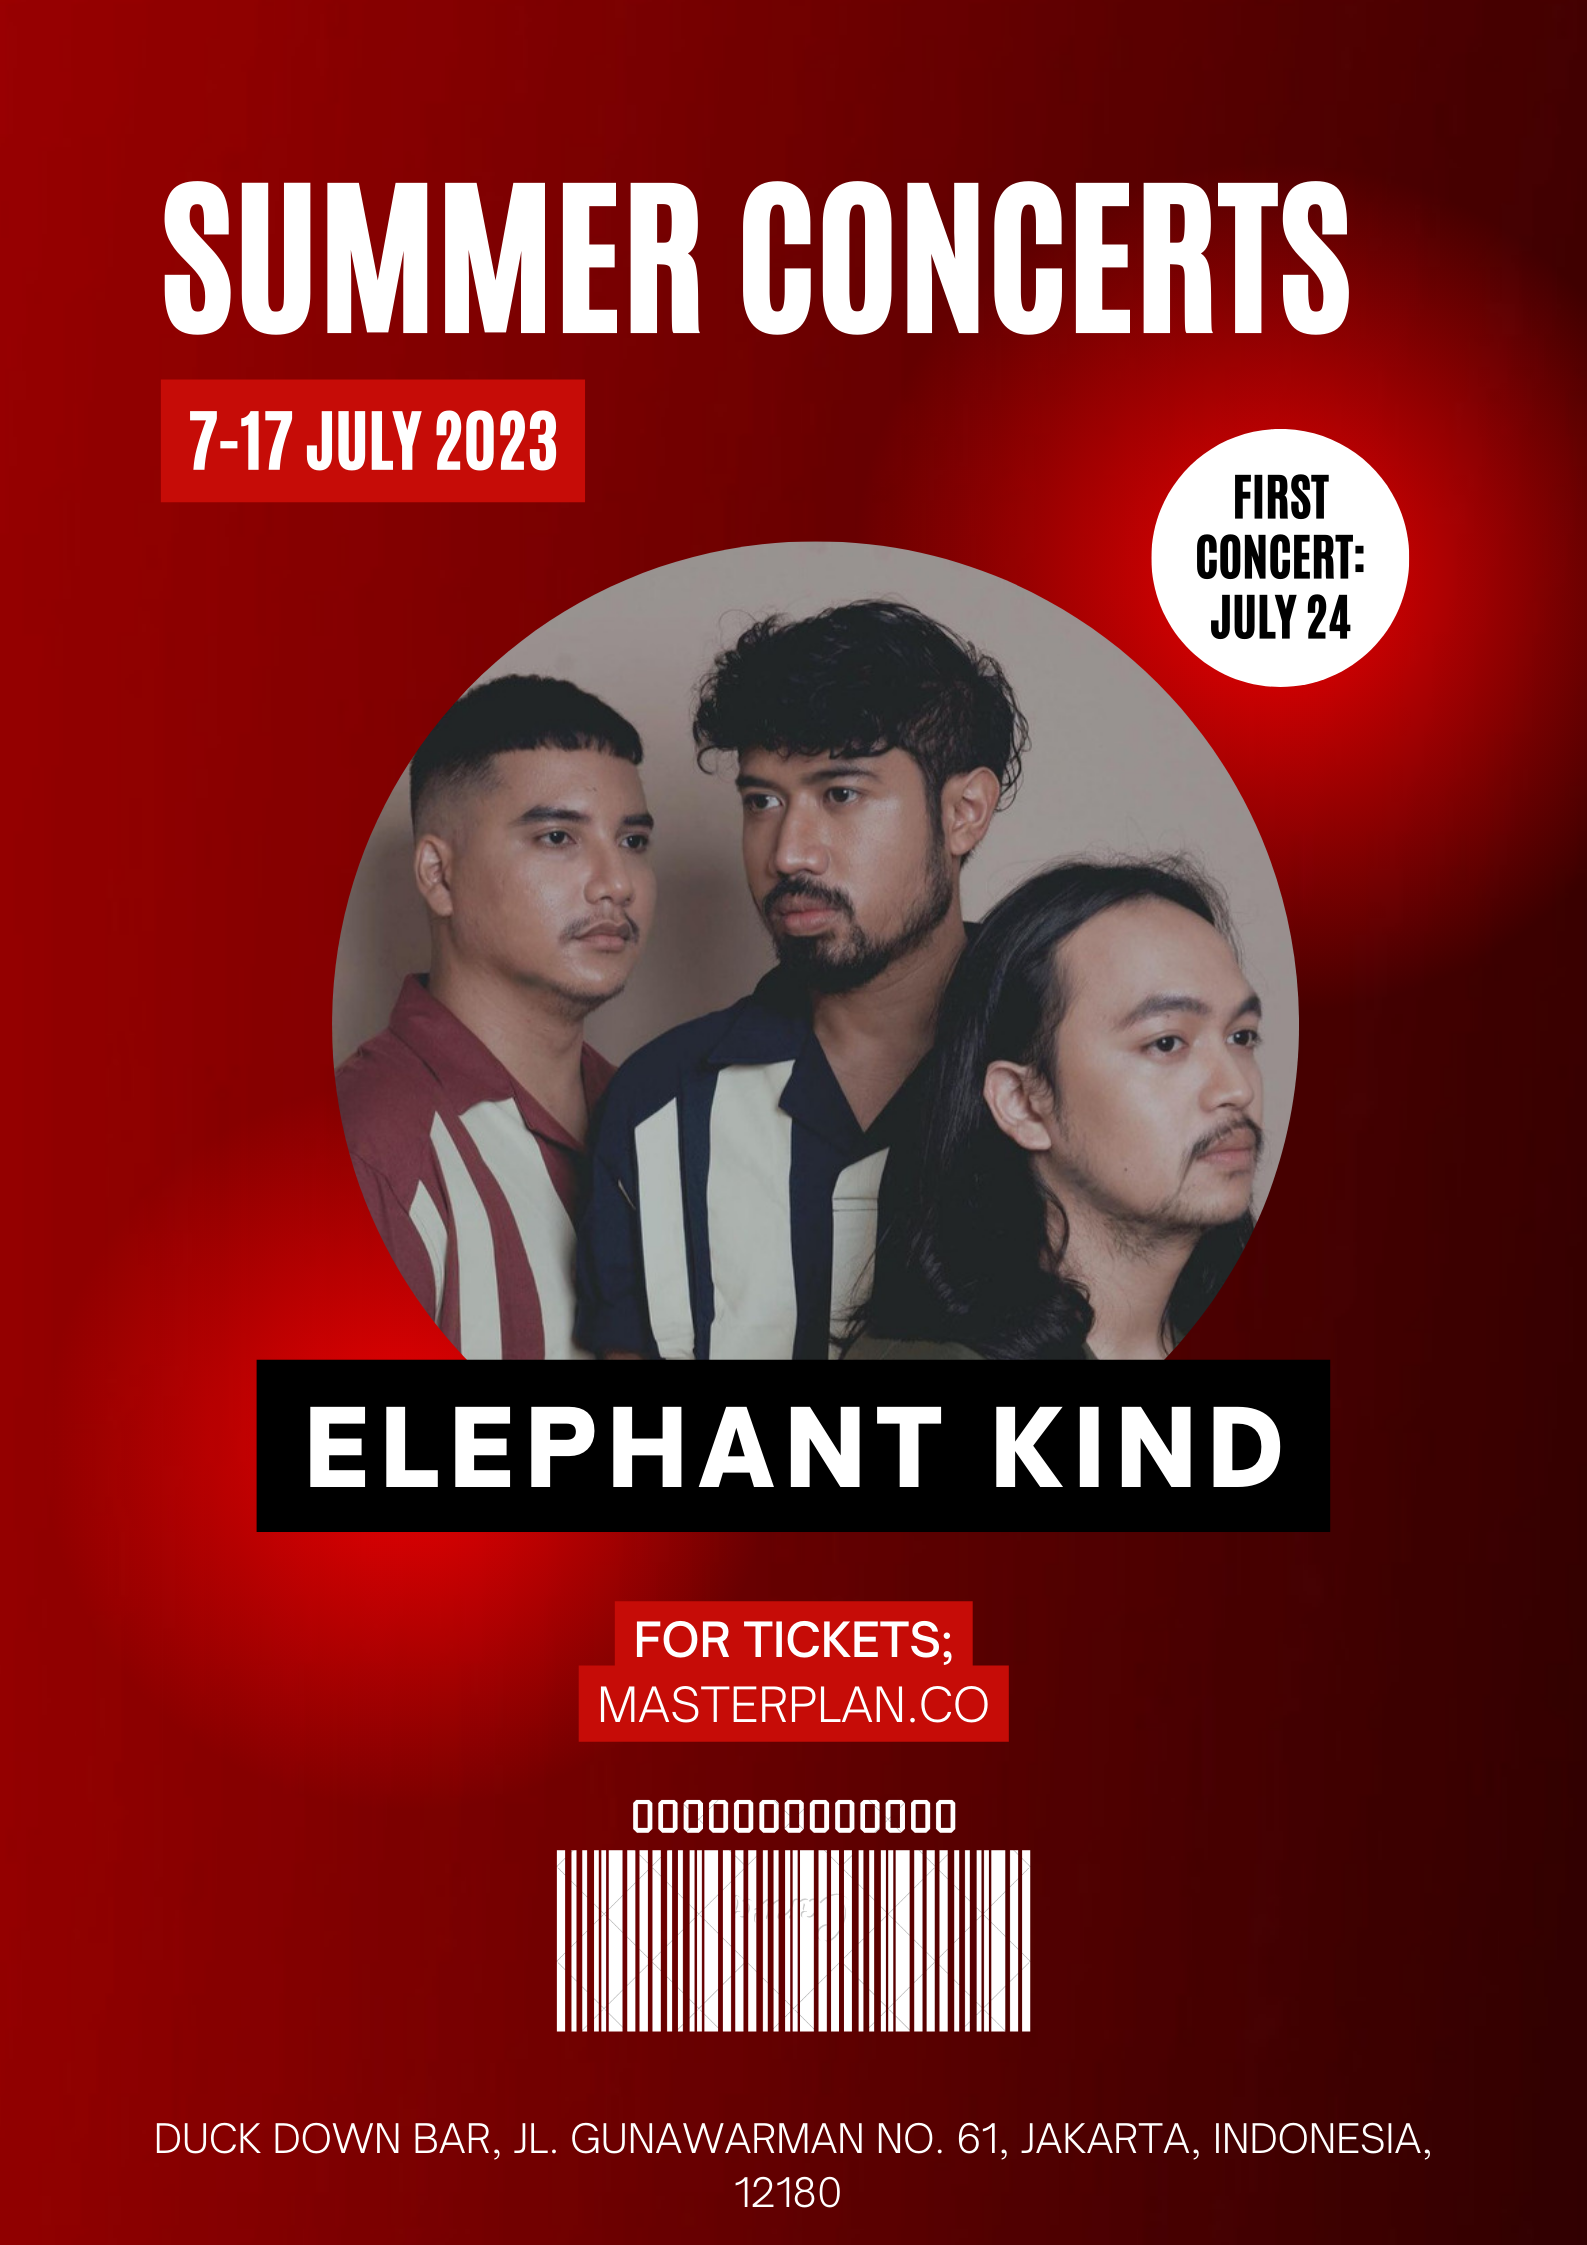 SUMMER CONCERTS
7-17 JULY 2023
FIRST
CONCERT:
JULY 24
ELEPHANT KIND
FOR TICKETS;
MASTERPLAN.CO
0000000000000
DUCK DOWN BAR, JL. GUNAWARMAN NO. 61, JAKARTA, INDONESIA,
12180